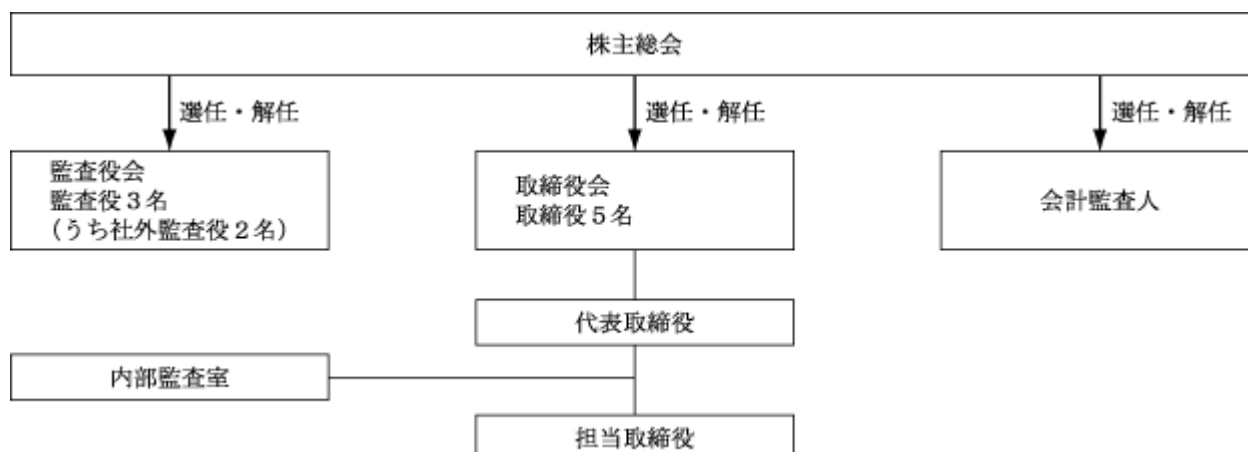 株主総会
選任・解任
選任・解任
選任・解任
監査役会
監査役３名
（うち社外監査役２名）
取締役会
取締役５名
会計監査人
代表取締役
内部監査室
担当取締役